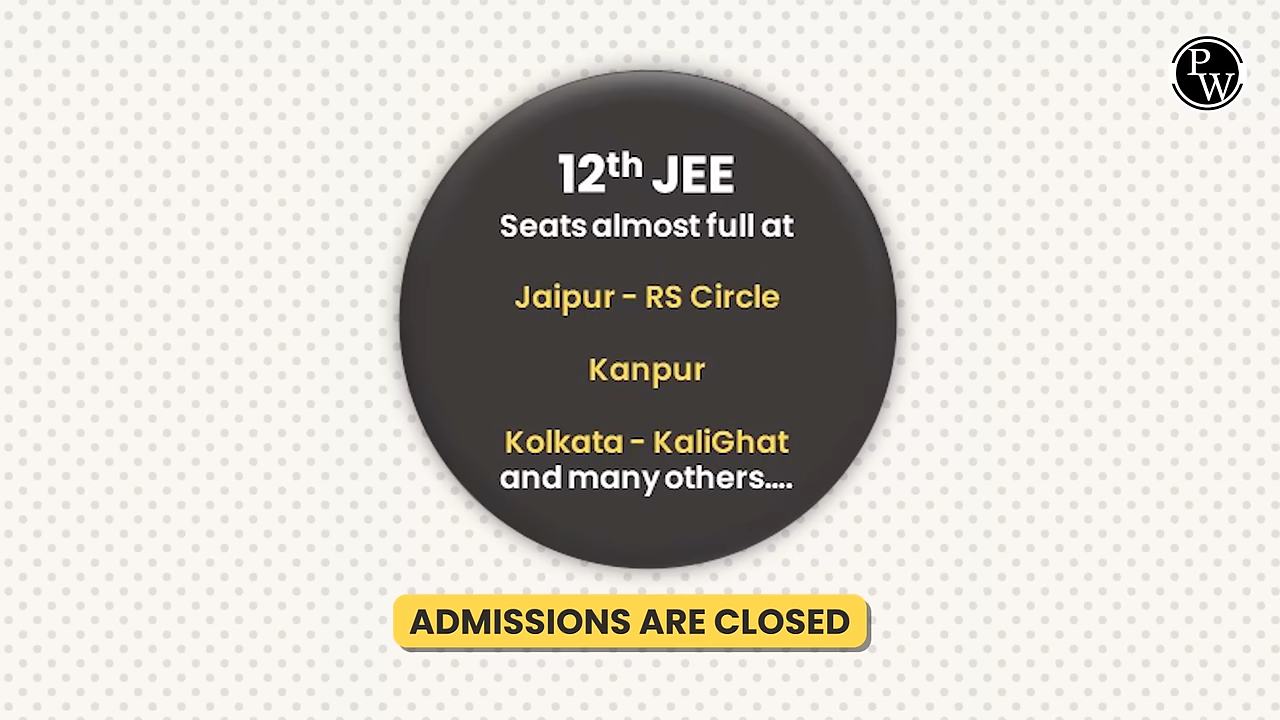 PW
12th JEE
Seats almost full at
Jaipur - RS Circle
Kanpur
Kolkata - KaliGhat
and many others....
ADMISSIONS ARE CLOSED